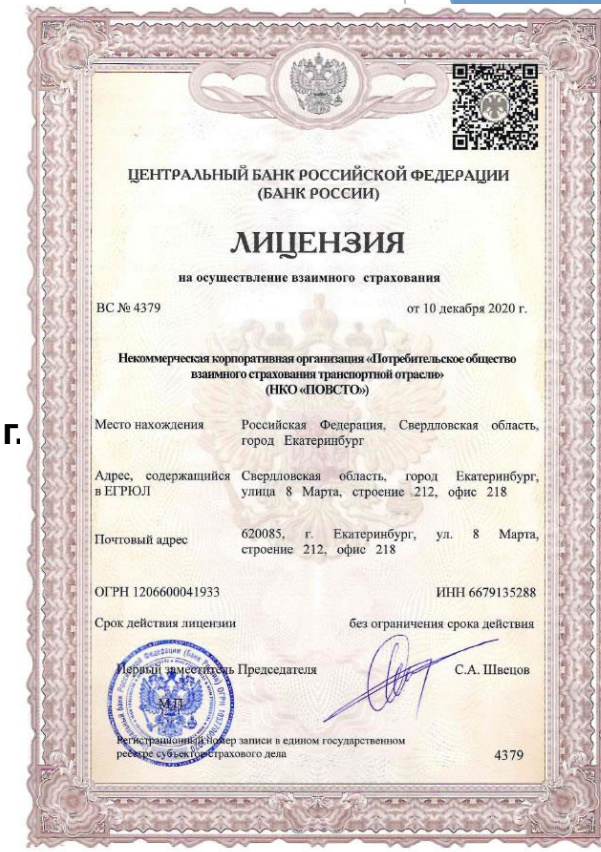 ЦЕНТРАЛЬНЫЙ БАНК РОССИЙСКОЙ ФЕДЕРАЦИИ
(БАНК РОССИИ)
ЛИЦЕНЗИЯ
на осуществление взаимного страхования
ВС № 4379 от 10 декабря 2020 г.
Некоммерческая корпоративная организация «Потребительское общество
взаимного страхования транспортной отрасли»
(НКО «ПОВСТО»)
г.
Место нахождения Российская Федерация, Свердловская область,
город Екатеринбург
Адрес, содержащийся Свердловская область, город Екатеринбург,
в ЕГРЮЛ улица 8 Марта, строение 212, офис 218
Почтовый адрес 620085, г. Екатеринбург, ул. 8 Марта,
строение 212, офис 218
ОГРН 1206600041933 ИНН 6679135288
Срок действия лицензии без ограничения срока действия
Первый заместитель Председателя С.А. Швецов
М.П.
Регистрационный номер записи в едином государственном
реестре субъектов страхового дела 4379